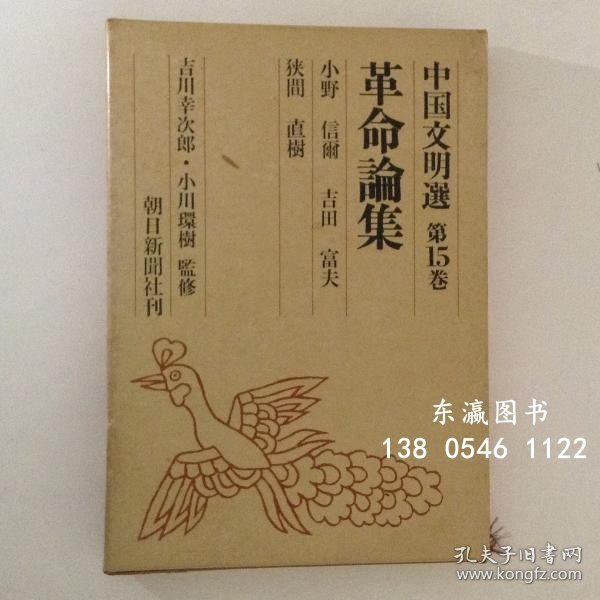 中国文明選 第15巻
革命論集
小野 信爾 吉田 富夫
狭間 直樹
吉川幸次郎・小川環樹 監修
朝日新聞社刊
东瀛图书
138 0546 1122
孔夫子旧书网
www.kongfz.com